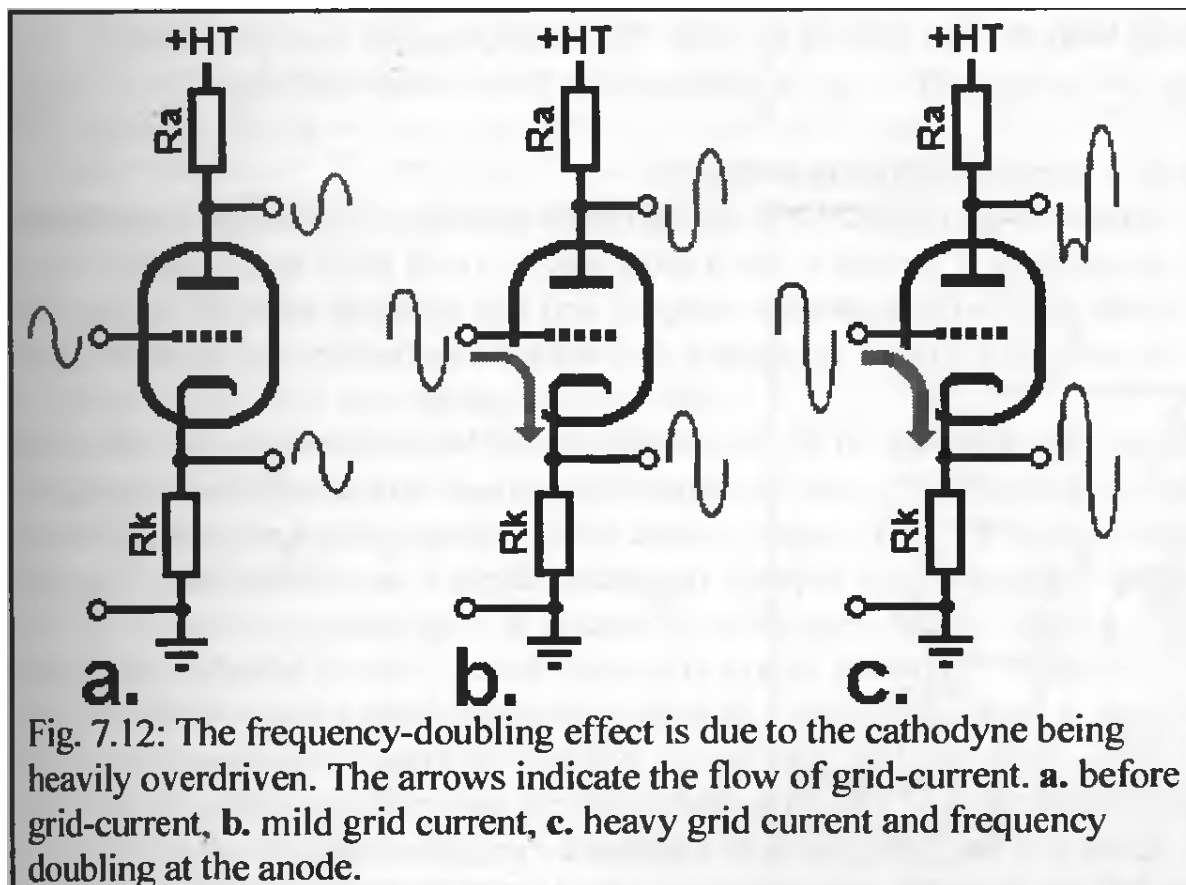 +HT +HT +HT
Ra Ra Ra
Rk Rk Rk
a. b. c.
Fig. 7.12: The frequency-doubling effect is due to the cathodyne being
heavily overdriven. The arrows indicate the flow of grid-current. a. before
grid-current, b. mild grid current, c. heavy grid current and frequency
doubling at the anode.